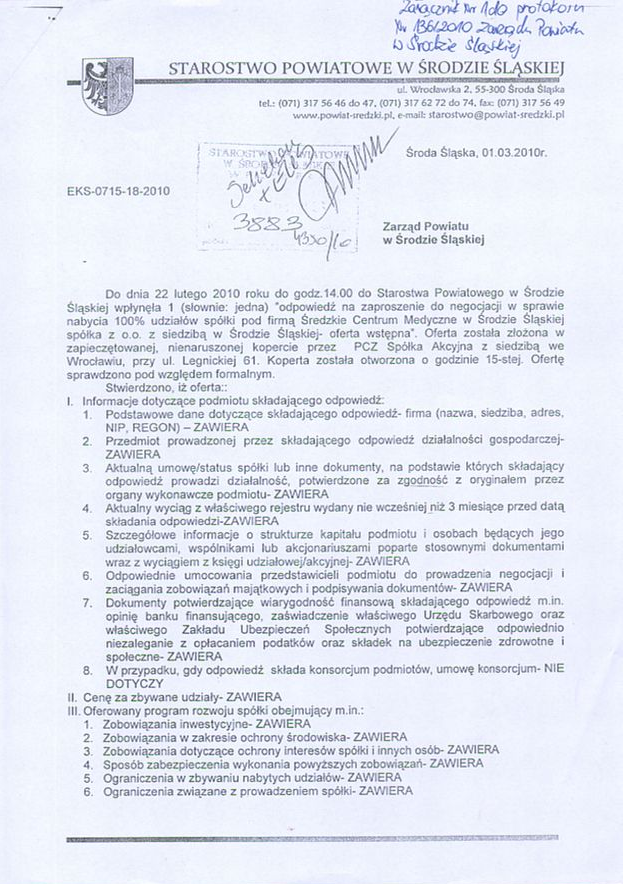 Załącznik Nr 1 do protokołu
Nr 136/2010 Zarządu Powiatu
w Środzie Śląskiej
STAROSTWO POWIATOWE W ŚRODZIE ŚLĄSKIEJ
ul. Wrocławska 2, 55-300 Środa Śląska
tel.: (071) 317 56 46 do 47, (071) 317 62 72 do 74, fax: (071) 317 56 49
www.powiat-sredzki.pl, e-mail: starostwo@powiat-sredzki.pl
Środa Śląska, 01.03.2010r.
STAROSTWO POWIATOWE
EKS-0715-18-2010
3883
Zarząd Powiatu
w Środzie Śląskiej
Do dnia 22 lutego 2010 roku do godz.14.00 do Starostwa Powiatowego w Środzie
Śląskiej wpłynęła 1 (słownie: jedna) "odpowiedź na zaproszenie do negocjacji w sprawie
nabycia 100% udziałów spółki pod firmą Średzkie Centrum Medyczne w Środzie Śląskiej
spółka z o.o. z siedzibą w Środzie Śląskiej- oferta wstępna". Oferta została złożona w
zapieczętowanej, nienaruszonej kopercie przez PCZ Spółka Akcyjna z siedzibą we
Wrocławiu, przy ul. Legnickiej 61. Koperta została otworzona o godzinie 15-stej. Ofertę
sprawdzono pod względem formalnym.
Stwierdzono, iż oferta::
I. Informacje dotyczące podmiotu składającego odpowiedź:
1. Podstawowe dane dotyczące składającego odpowiedź- firma (nazwa, siedziba, adres,
NIP, REGON) – ZAWIERA
2. Przedmiot prowadzonej przez składającego odpowiedź działalności gospodarczej-
ZAWIERA
3. Aktualną umowę/status spółki lub inne dokumenty, na podstawie których składający
odpowiedź prowadzi działalność, potwierdzone za zgodność z oryginałem przez
organy wykonawcze podmiotu- ZAWIERA
4. Aktualny wyciąg z właściwego rejestru wydany nie wcześniej niż 3 miesiące przed datą
składania odpowiedzi-ZAWIERA
5. Szczegółowe informacje o strukturze kapitału podmiotu i osobach będących jego
udziałowcami, wspólnikami lub akcjonariuszami poparte stosownymi dokumentami
wraz z wyciągiem z księgi udziałowej/akcyjnej- ZAWIERA
6. Odpowiednie umocowania przedstawicieli podmiotu do prowadzenia negocjacji i
zaciągania zobowiązań majątkowych i podpisywania dokumentów- ZAWIERA
7. Dokumenty potwierdzające wiarygodność finansową składającego odpowiedź m.in.
opinię banku finansującego, zaświadczenie właściwego Urzędu Skarbowego oraz
właściwego Zakładu Ubezpieczeń Społecznych potwierdzające odpowiednio
niezaleganie z opłacaniem podatków oraz składek na ubezpieczenie zdrowotne i
społeczne- ZAWIERA
8. W przypadku, gdy odpowiedź składa konsorcjum podmiotów, umowę konsorcjum- NIE
DOTYCZY
II. Cenę za zbywane udziały- ZAWIERA
III. Oferowany program rozwoju spółki obejmujący m.in.:
1. Zobowiązania inwestycyjne- ZAWIERA
2. Zobowiązania w zakresie ochrony środowiska- ZAWIERA
3. Zobowiązania dotyczące ochrony interesów spółki i innych osób- ZAWIERA
4. Sposób zabezpieczenia wykonania powyższych zobowiązań- ZAWIERA
5. Ograniczenia w zbywaniu nabytych udziałów- ZAWIERA
6. Ograniczenia związane z prowadzeniem spółki- ZAWIERA